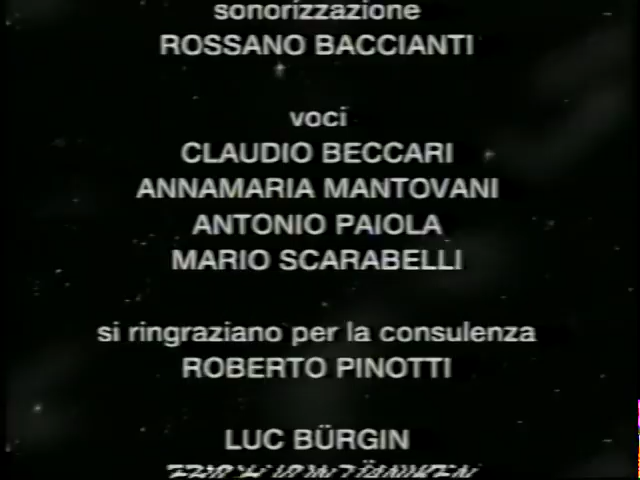 sonorizzazione
ROSSANO BACCIANTI
voci
CLAUDIO BECCARI
ANNAMARIA MANTOVANI
ANTONIO PAIOLA
MARIO SCARABELLI
si ringraziano per la consulenza
ROBERTO PINOTTI
LUC BÜRGIN